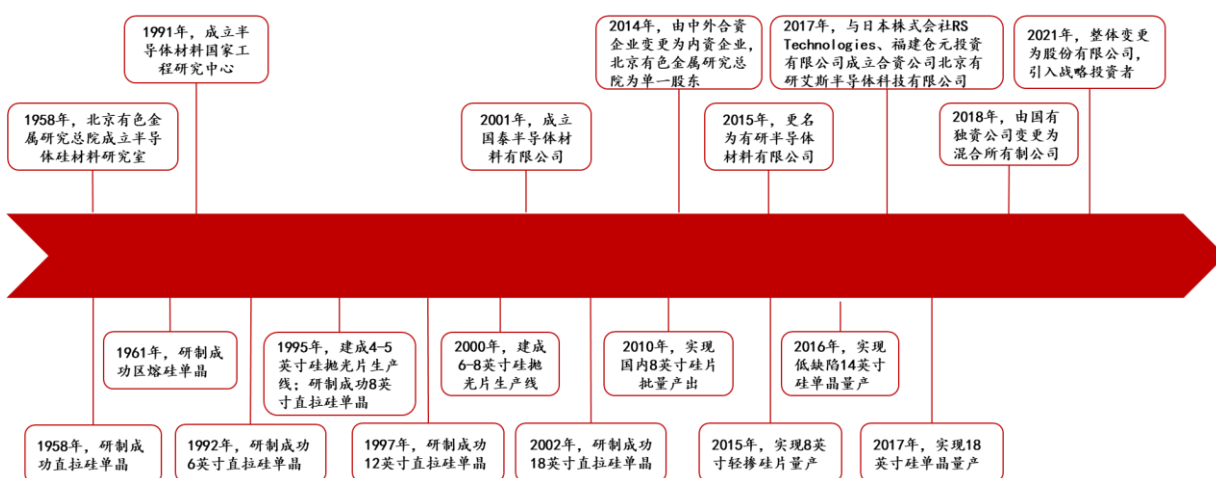 1991年，成立半
导体材料国家工
程研究中心
2014年，由中外合资
企业变更为内资企业，
北京有色金属研究总
院为单一股东
2017年，与日本株式会社RS
Technologies、福建仓元投资
有限公司成立合资公司北京有
研艾斯半导体科技有限公司
2021年，整体变更
为股份有限公司，
引入战略投资者
1958年，北京有色金
属研究总院成立半导
体硅材料研究室
2001年，成立
国泰半导体材
料有限公司
2015年，更名
为有研半导体
材料有限公司
2018年，由国有
独资公司变更为
混合所有制公司
1961年，研制成
功区熔硅单晶
1995年，建成4-5
英寸硅抛光片生产
线；研制成功8英
寸直拉硅单晶
2000年，建成
6-8英寸硅抛
光片生产线
2010年，实现
国内8英寸硅片
批量产出
2016年，实现
低缺陷14英寸
硅单晶量产
1958年，研制成
功直拉硅单晶
1992年，研制成功
6英寸直拉硅单晶
1997年，研制成功
12英寸直拉硅单晶
2002年，研制成功
18英寸直拉硅单晶
2015年，实现8英
寸轻掺硅片量产
2017年，实现18
英寸硅单晶量产